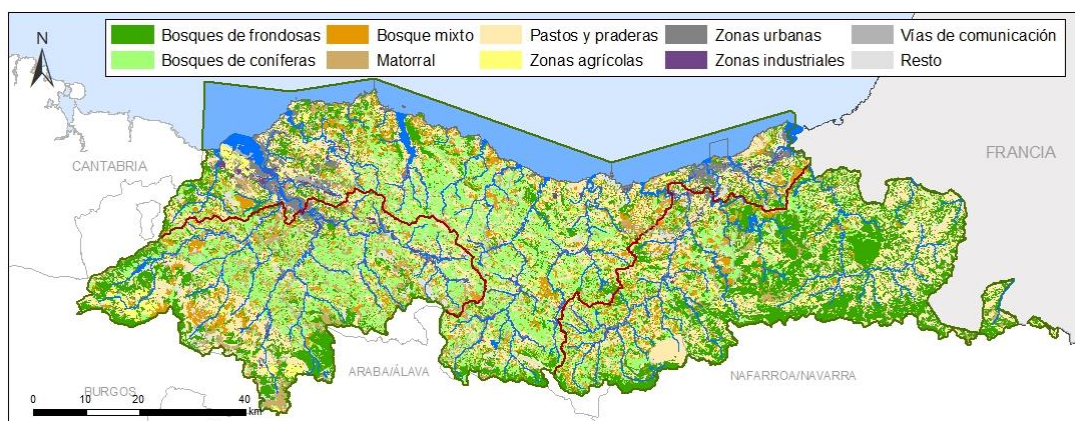 Bosques de frondosas
Bosque mixto
Pastos y praderas
Zonas urbanas
Vías de comunicación
Bosques de coníferas
Matorral
Zonas agrícolas
Zonas industriales
Resto
N
CANTABRIA
FRANCIA
ARABA/ÁLAVA
NAFARROA/NAVARRA
BURGOS
0 10 20 40
km